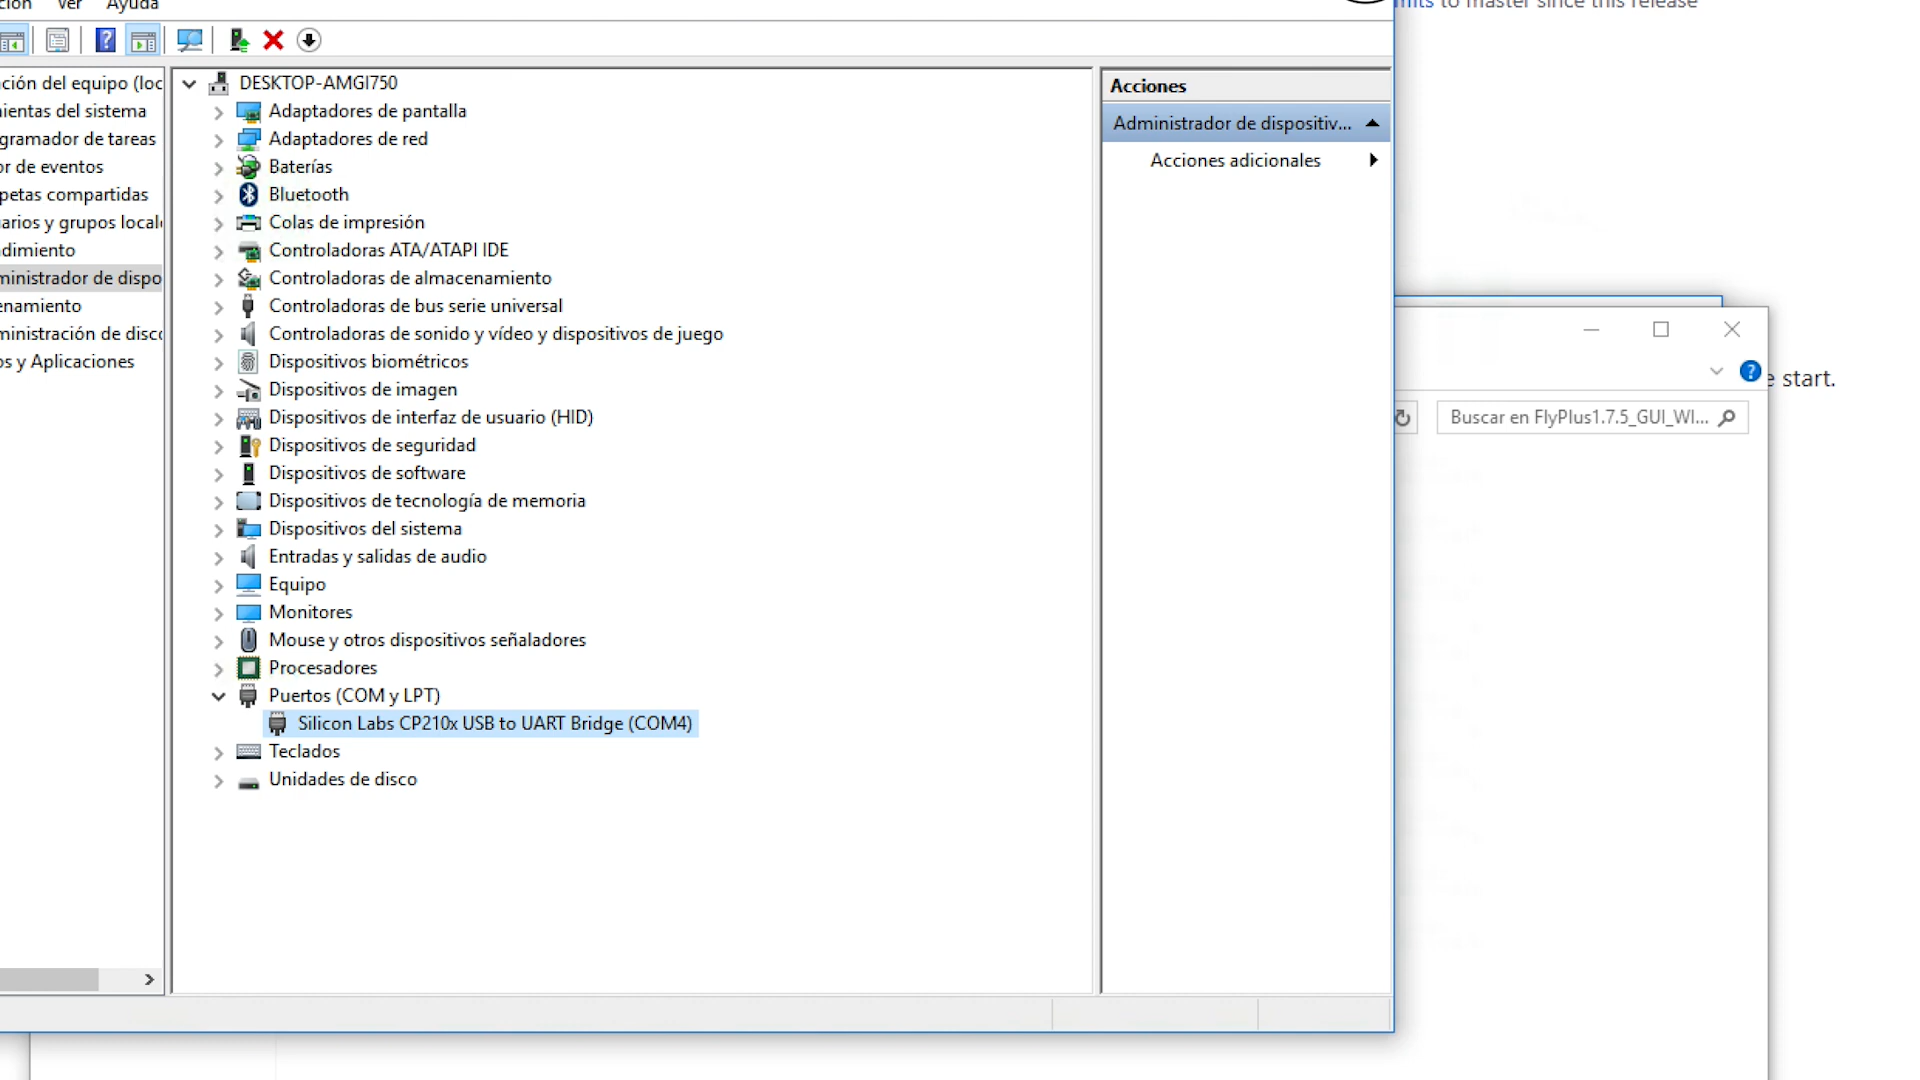 ción Ver Ayuda
mits to master since this release
ción del equipo (loc
ientas del sistema
gramador de tareas
or de eventos
petas compartidas
arios y grupos local
dimiento
ministrador de dispo
enamiento
ministración de disco
os y Aplicaciones
DESKTOP-AMGI750
Adaptadores de pantalla
Adaptadores de red
Baterías
Bluetooth
Colas de impresión
Controladoras ATA/ATAPI IDE
Controladoras de almacenamiento
Controladoras de bus serie universal
Controladoras de sonido y vídeo y dispositivos de juego
Dispositivos biométricos
Dispositivos de imagen
Dispositivos de interfaz de usuario (HID)
Dispositivos de seguridad
Dispositivos de software
Dispositivos de tecnología de memoria
Dispositivos del sistema
Entradas y salidas de audio
Equipo
Monitores
Mouse y otros dispositivos señaladores
Procesadores
Puertos (COM y LPT)
Silicon Labs CP210x USB to UART Bridge (COM4)
Teclados
Unidades de disco
Acciones
Administrador de dispositiv...
Acciones adicionales
e start.
Buscar en FlyPlus1.7.5_GUI_WI...